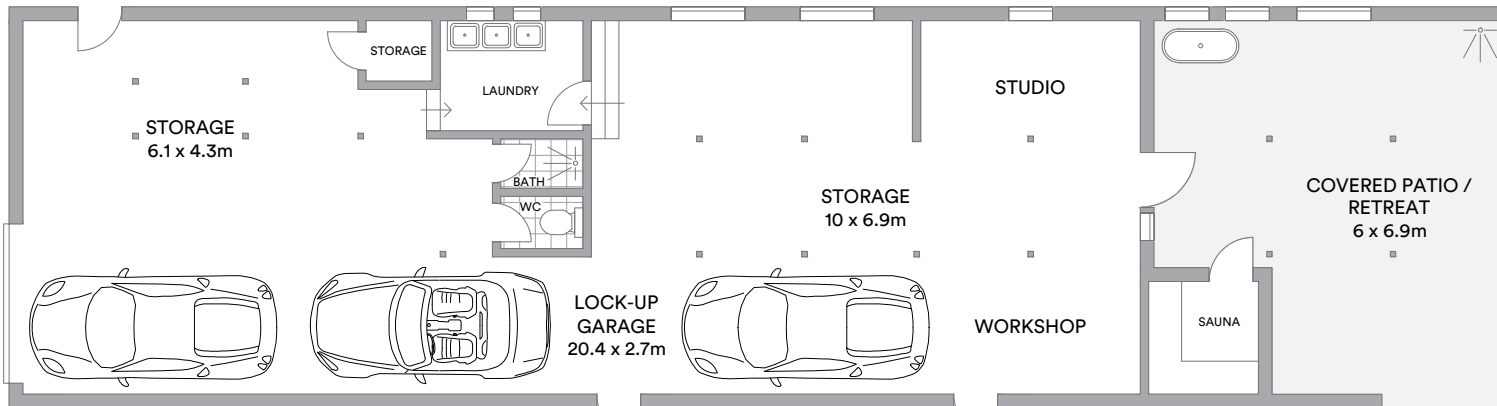 STORAGE
LAUNDRY
STORAGE
6.1 x 4.3m
BATH
WC
STUDIO
STORAGE
10 x 6.9m
COVERED PATIO /
RETREAT
6 x 6.9m
LOCK-UP
GARAGE
20.4 x 2.7m
WORKSHOP
SAUNA